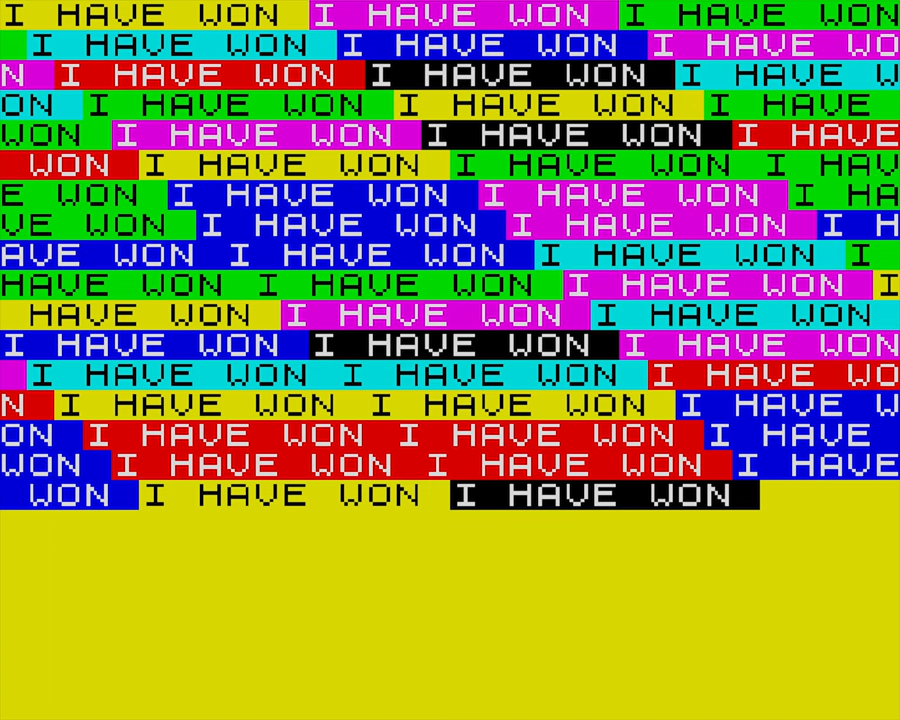 I HAVE WON I HAVE WON I HAVE WON
I HAVE WON I HAVE WON I HAVE WO
N I HAVE WON I HAVE WON I HAVE W
ON I HAVE WON I HAVE WON I HAVE
WON I HAVE WON I HAVE WON I HAVE
WON I HAVE WON I HAVE WON I HAV
E WON I HAVE WON I HAVE WON I HA
VE WON I HAVE WON I HAVE WON I H
AVE WON I HAVE WON I HAVE WON I
HAVE WON I HAVE WON I HAVE WON I
HAVE WON I HAVE WON I HAVE WON
I HAVE WON I HAVE WON I HAVE WON
I HAVE WON I HAVE WON I HAVE WO
N I HAVE WON I HAVE WON I HAVE W
ON I HAVE WON I HAVE WON I HAVE
WON I HAVE WON I HAVE WON I HAVE
WON I HAVE WON I HAVE WON